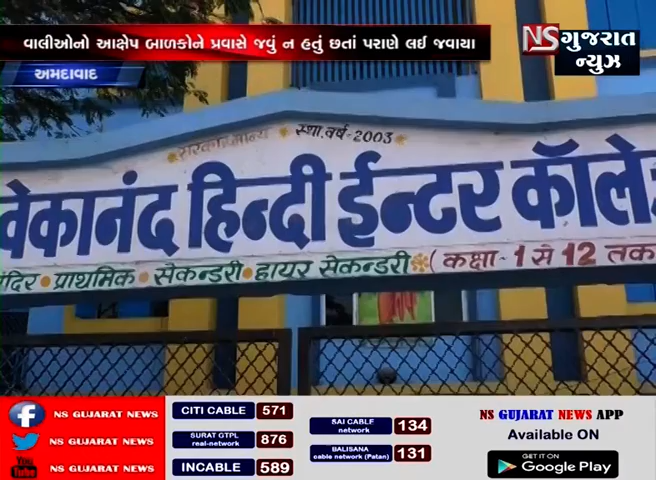 વાલીઓનો આક્ષેપ બાળકોને પ્રવાસે જવું ન હતું છતાં પરાણે લઈ જવાયા
NS ગુજરાત
ન્યુઝ
અમદાવાદ
सरकार मान्य स्था. वर्ष - 2003
वेकानंद हिन्दी ईन्टर कॉले
दिर प्राथमिक सेकन्डरी हायर सेकन्डरी (कक्षा - 1 से 12 तक
NS GUJARAT NEWS
NS GUJARAT NEWS
You Tube NS GUJARAT NEWS
CITI CABLE 571
SURAT GTPL real-network 876
INCABLE 589
SAI CABLE network 134
BALISANA cable network (Patan) 131
NS GUJARAT NEWS APP
Available ON
GET IT ON
Google Play